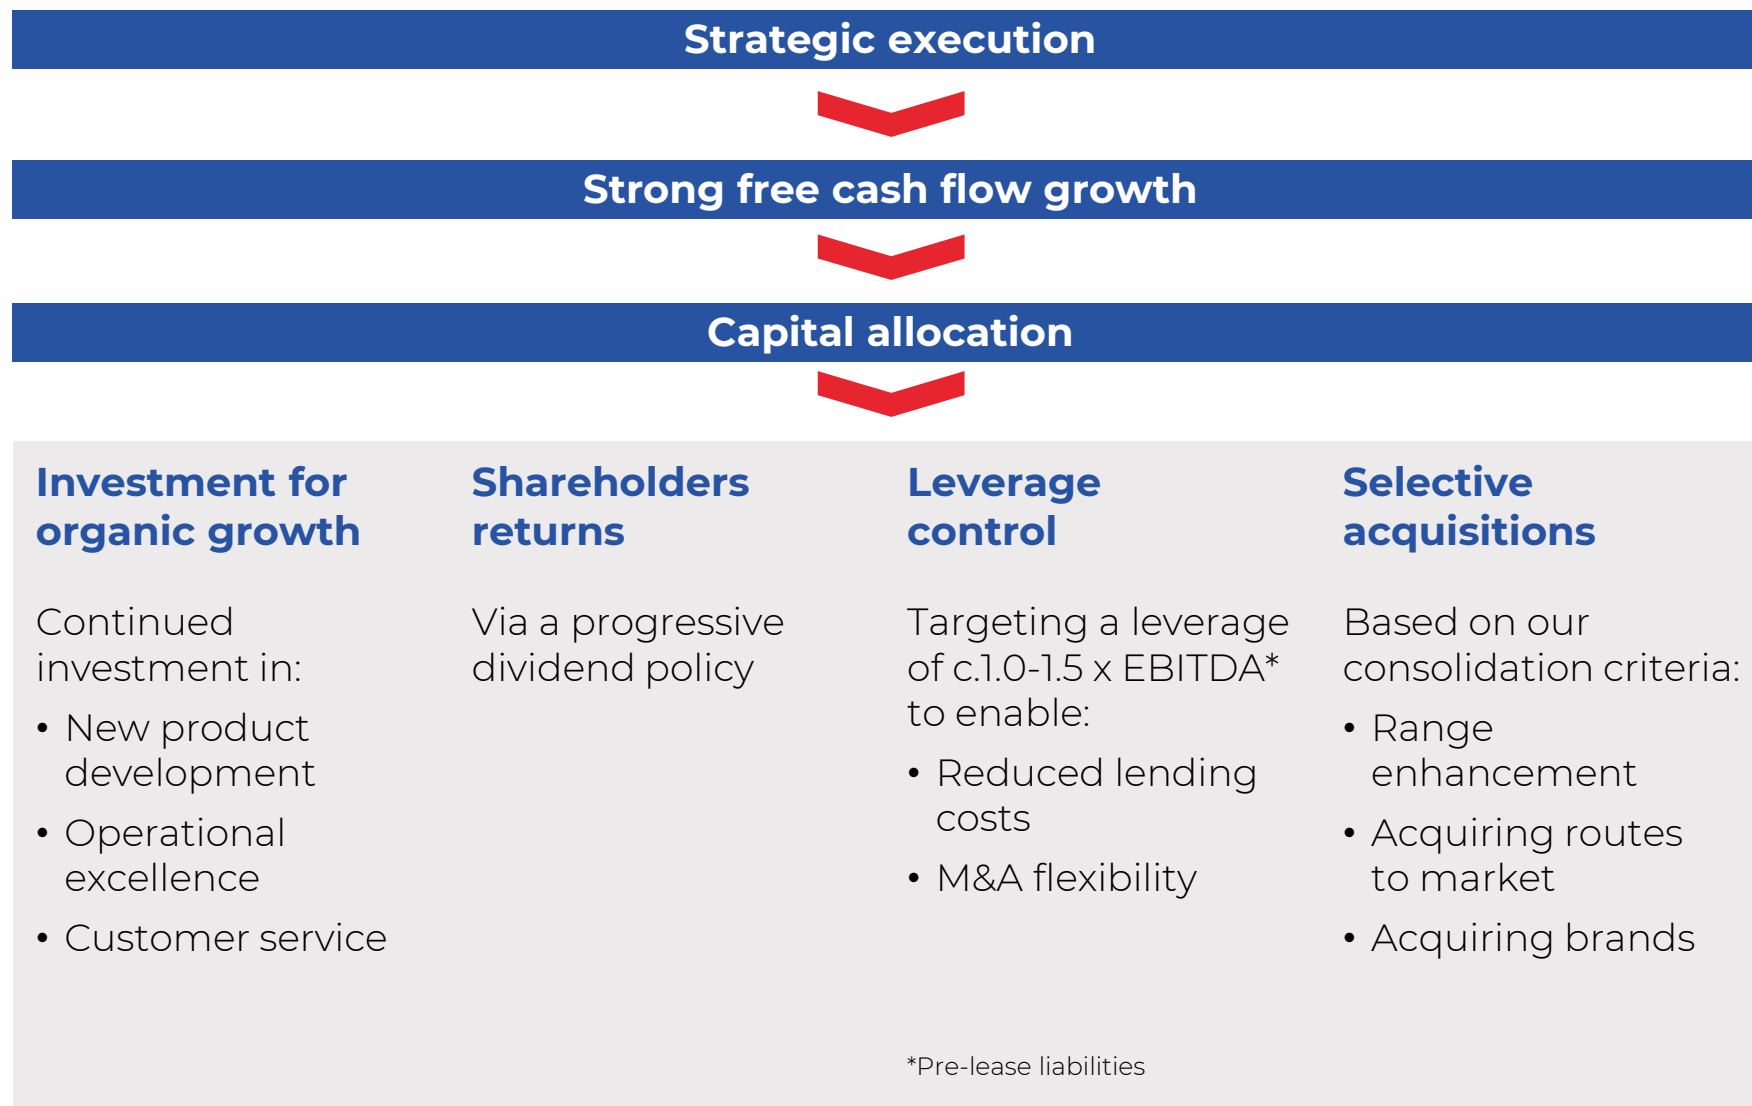 Strategic execution
Strong free cash flow growth
Capital allocation
Investment for
organic growth
Continued
investment in:
• New product
development
• Operational
excellence
• Customer service
Shareholders
returns
Via a progressive
dividend policy
Leverage
control
Targeting a leverage
of c.1.0-1.5 x EBITDA*
to enable:
• Reduced lending
costs
• M&A flexibility
*Pre-lease liabilities
Selective
acquisitions
Based on our
consolidation criteria:
• Range
enhancement
• Acquiring routes
to market
• Acquiring brands